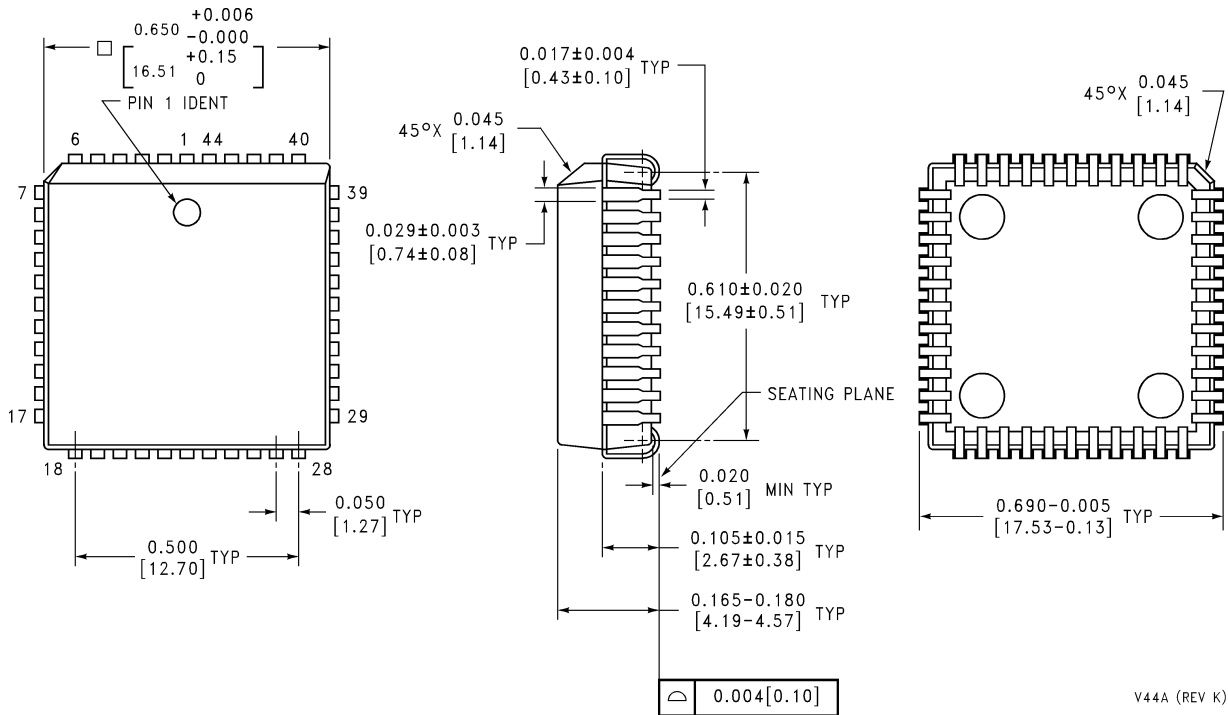 +0.006
0.650 -0.000
+0.15
[16.51 0]
PIN 1 IDENT
6 1 44 40
7 39
17 29
18 28
0.050
[1.27] TYP
0.500
[12.70] TYP
0.017±0.004
[0.43±0.10] TYP
45°X 0.045
[1.14]
0.029±0.003
[0.74±0.08] TYP
0.610±0.020
[15.49±0.51] TYP
SEATING PLANE
0.020
[0.51] MIN TYP
0.105±0.015
[2.67±0.38] TYP
0.165-0.180
[4.19-4.57] TYP
0.004[0.10]
45°X 0.045
[1.14]
0.690-0.005
[17.53-0.13] TYP
V44A (REV K)